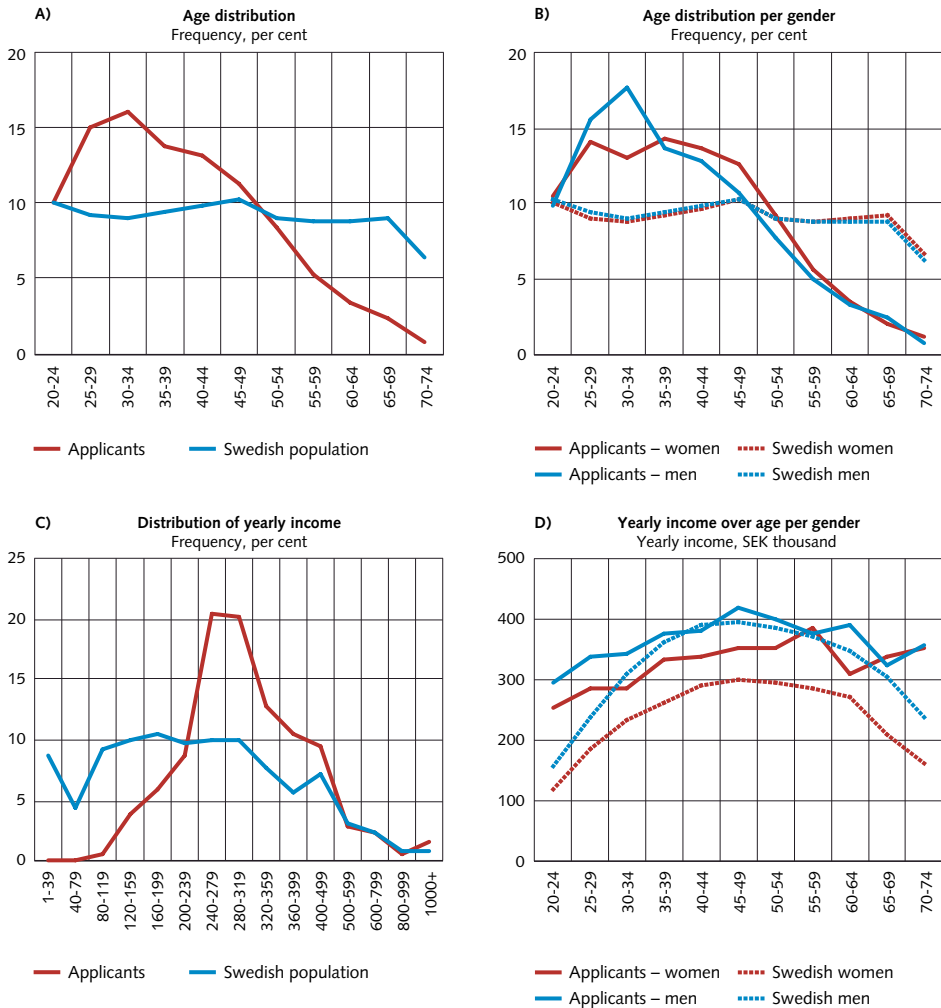 A)
Age distribution
Frequency, per cent
20
15
10
5
0
20-24
25-29
30-34
35-39
40-44
45-49
50-54
55-59
60-64
65-69
70-74
Applicants
Swedish population
B)
Age distribution per gender
Frequency, per cent
20
15
10
5
0
20-24
25-29
30-34
35-39
40-44
45-49
50-54
55-59
60-64
65-69
70-74
Applicants – women
Swedish women
Applicants – men
Swedish men
C)
Distribution of yearly income
Frequency, per cent
25
20
15
10
5
0
1-39
40-79
80-119
120-159
160-199
200-239
240-279
280-319
320-359
360-399
400-499
500-599
600-799
800-999
1000+
Applicants
Swedish population
D)
Yearly income over age per gender
Yearly income, SEK thousand
500
400
300
200
100
0
20-24
25-29
30-34
35-39
40-44
45-49
50-54
55-59
60-64
65-69
70-74
Applicants – women
Swedish women
Applicants – men
Swedish men